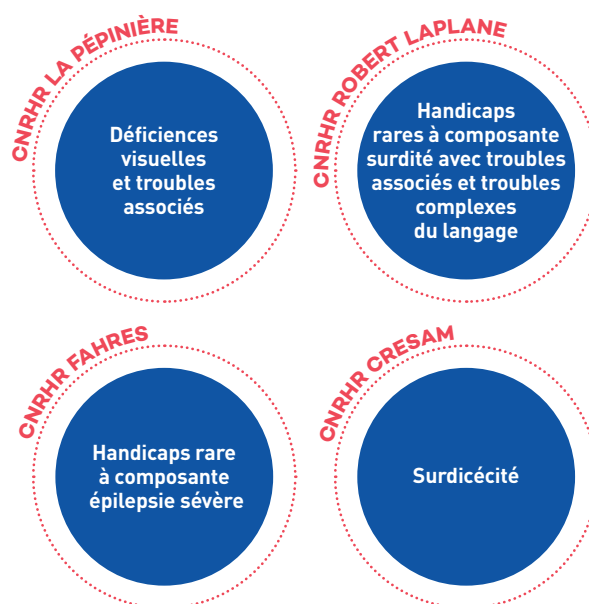 CNRHR LA PÉPINIÈRE
Déficiences
visuelles
et troubles
associés
CNRHR ROBERT LAPLANE
Handicaps
rares à composante
surdité avec troubles
associés et troubles
complexes
du langage
CNRHR FAHRES
Handicaps rare
à composante
épilepsie sévère
CNRHR CRESAM
Surdicécité